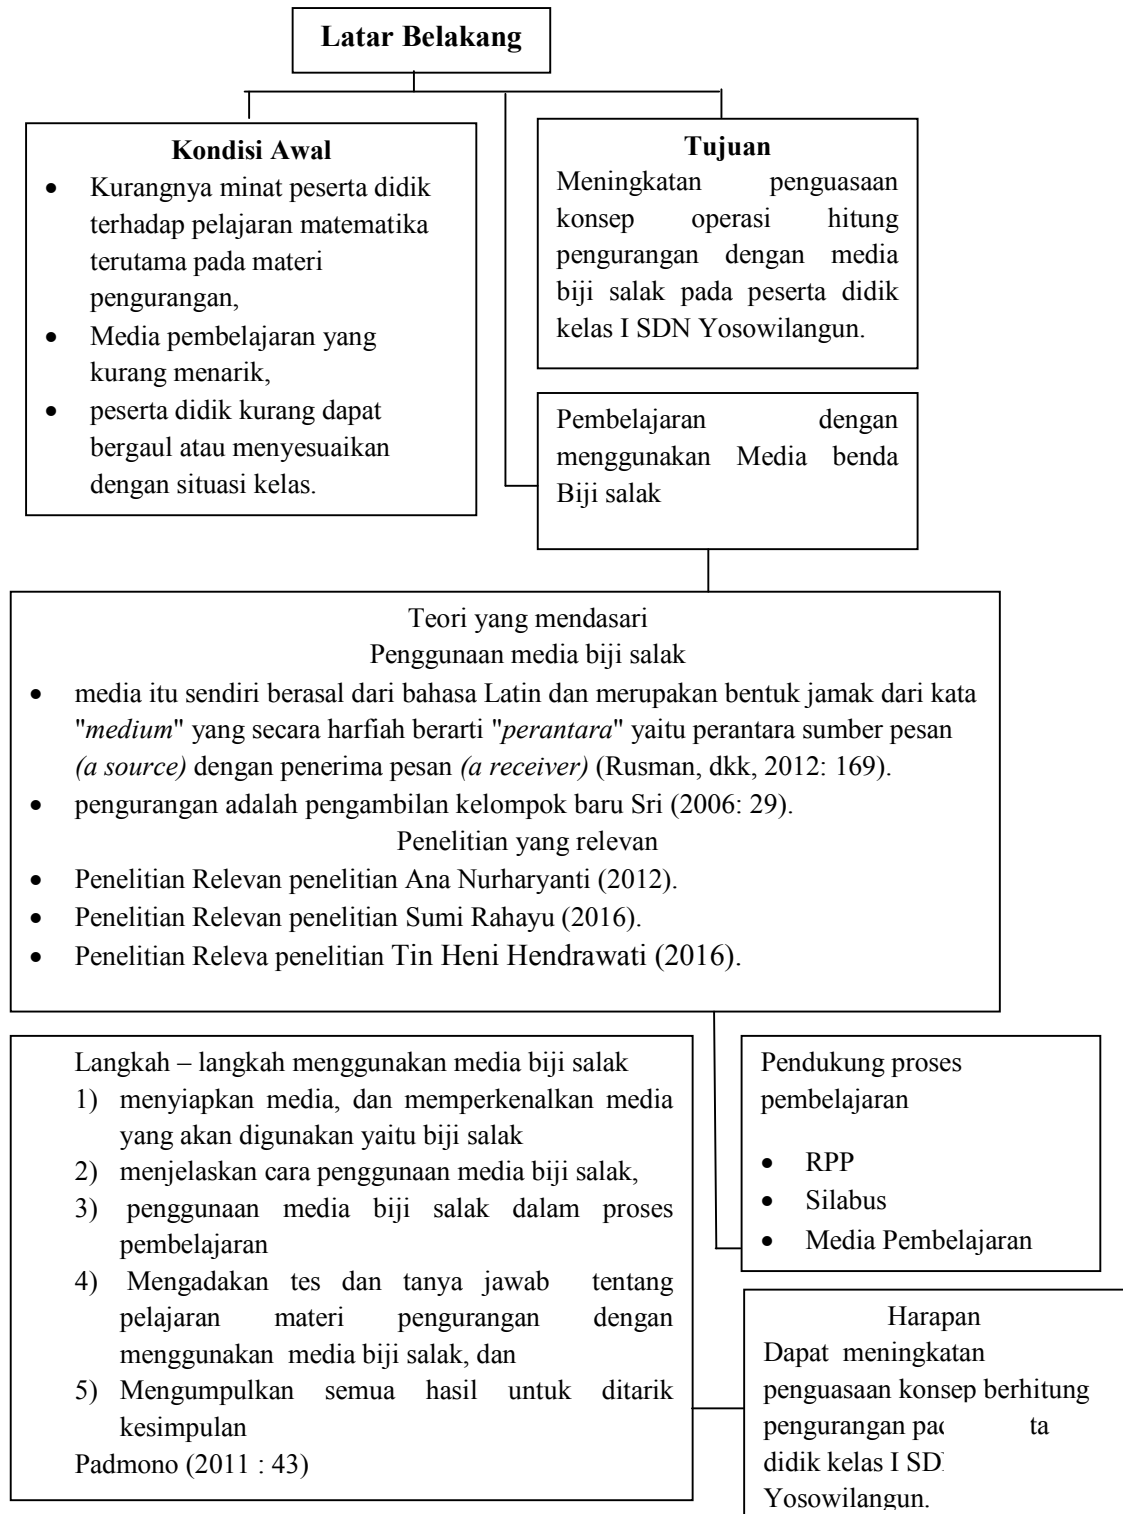 Latar Belakang
Kondisi Awal
• Kurangnya minat peserta didik
terhadap pelajaran matematika
terutama pada materi
pengurangan,
• Media pembelajaran yang
kurang menarik,
• peserta didik kurang dapat
bergaul atau menyesuaikan
dengan situasi kelas.
Tujuan
Meningkatan penguasaan
konsep operasi hitung
pengurangan dengan media
biji salak pada peserta didik
kelas I SDN Yosowilangun.
Pembelajaran dengan
menggunakan Media benda
Biji salak
Teori yang mendasari
Penggunaan media biji salak
• media itu sendiri berasal dari bahasa Latin dan merupakan bentuk jamak dari kata
"medium" yang secara harfiah berarti "perantara" yaitu perantara sumber pesan
(a source) dengan penerima pesan (a receiver) (Rusman, dkk, 2012: 169).
• pengurangan adalah pengambilan kelompok baru Sri (2006: 29).
Penelitian yang relevan
• Penelitian Relevan penelitian Ana Nurharyanti (2012).
• Penelitian Relevan penelitian Sumi Rahayu (2016).
• Penelitian Releva penelitian Tin Heni Hendrawati (2016).
Langkah – langkah menggunakan media biji salak
1) menyiapkan media, dan memperkenalkan media
yang akan digunakan yaitu biji salak
2) menjelaskan cara penggunaan media biji salak,
3) penggunaan media biji salak dalam proses
pembelajaran
4) Mengadakan tes dan tanya jawab tentang
pelajaran materi pengurangan dengan
menggunakan media biji salak, dan
5) Mengumpulkan semua hasil untuk ditarik
kesimpulan
Padmono (2011 : 43)
Pendukung proses
pembelajaran
• RPP
• Silabus
• Media Pembelajaran
Harapan
Dapat meningkatan
penguasaan konsep berhitung
pengurangan
didik kelas I
Yosowilangun.